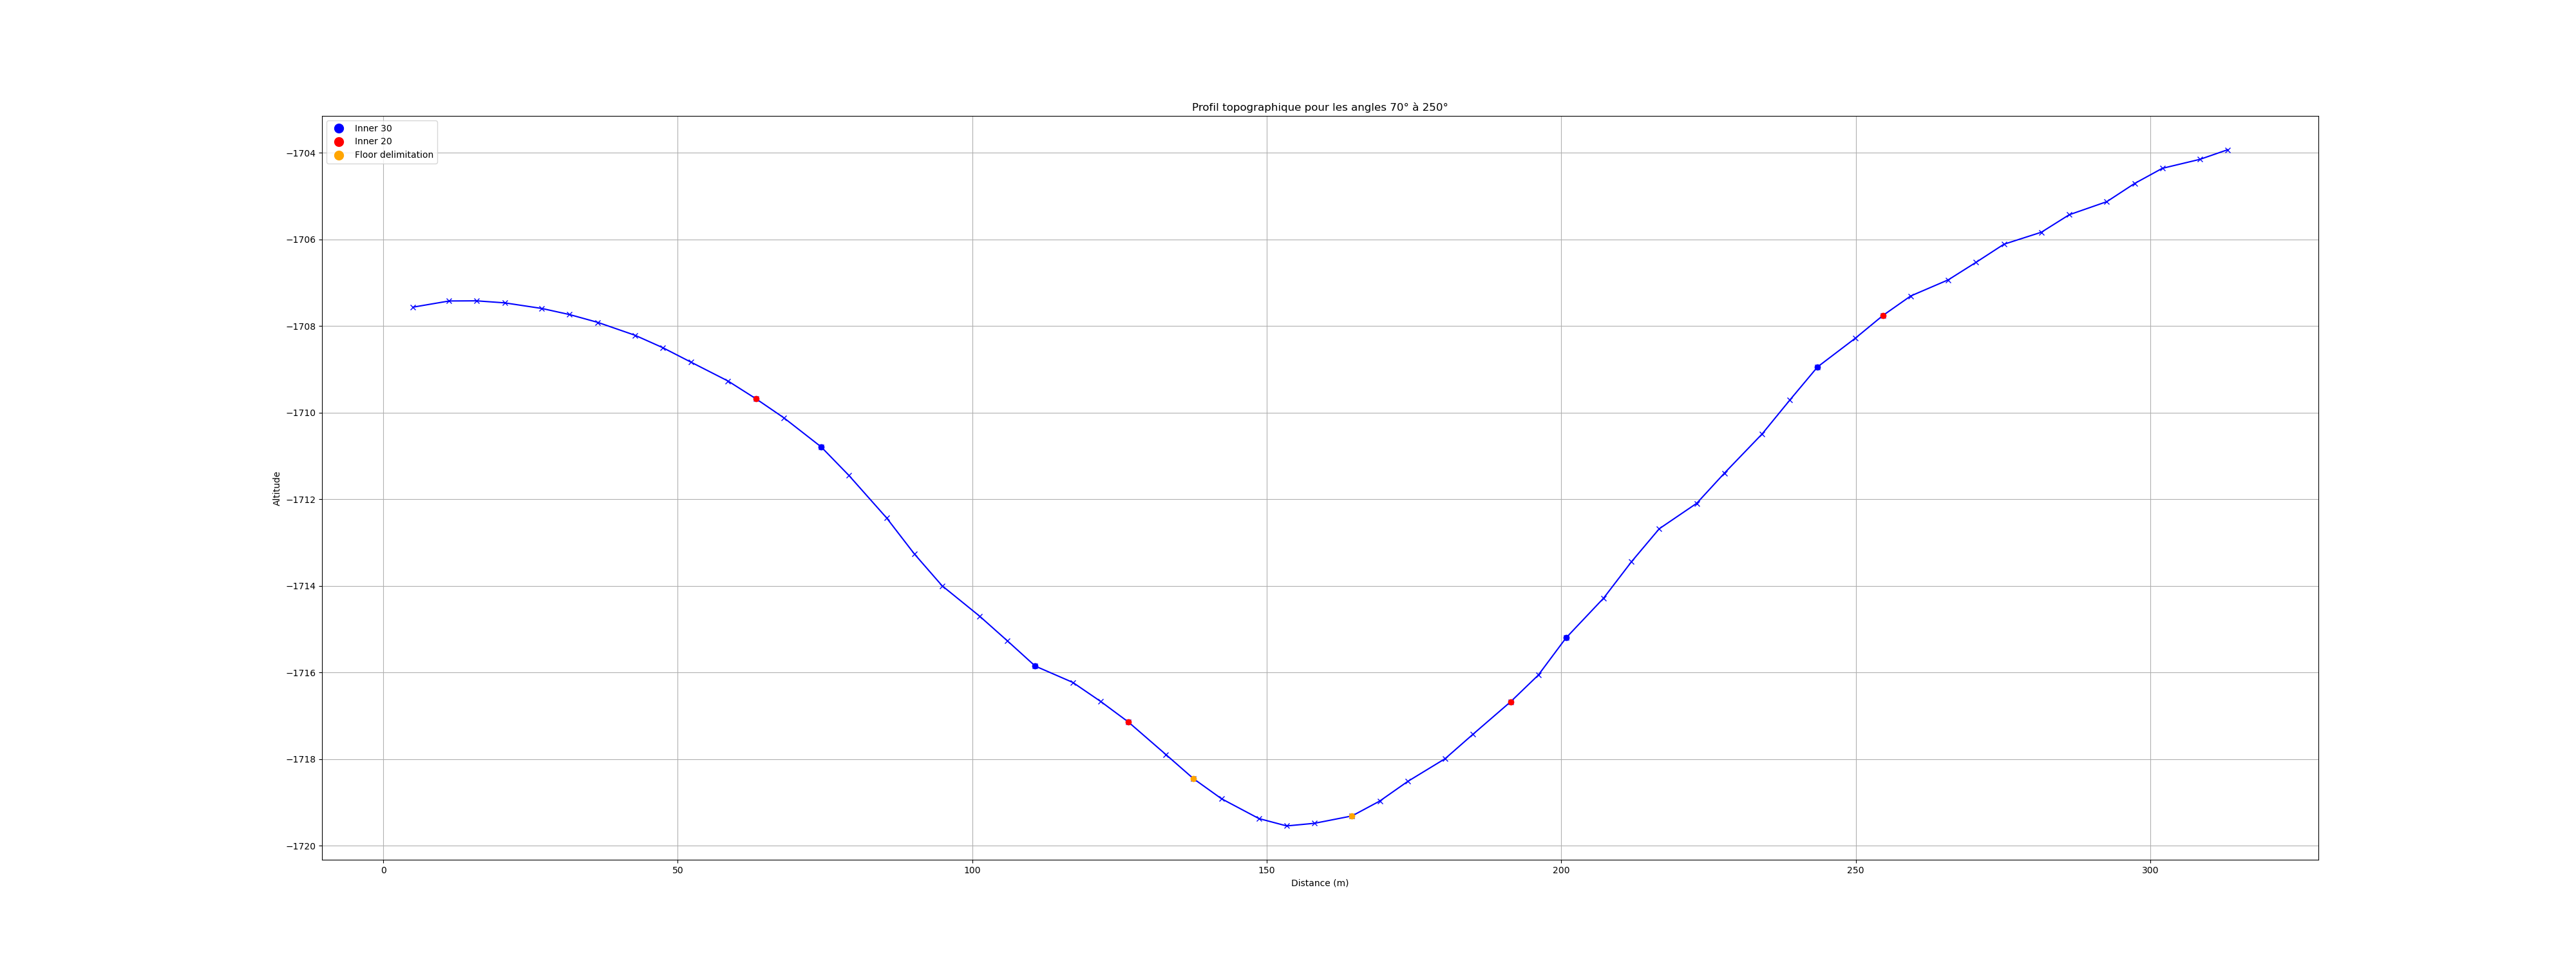 Profil topographique pour les angles 70° à 250°
Inner 30
Inner 20
Floor delimitation
−1704
−1706
−1708
−1710
−1712
−1714
−1716
−1718
−1720
Altitude
0 50 100 150 200 250 300
Distance (m)